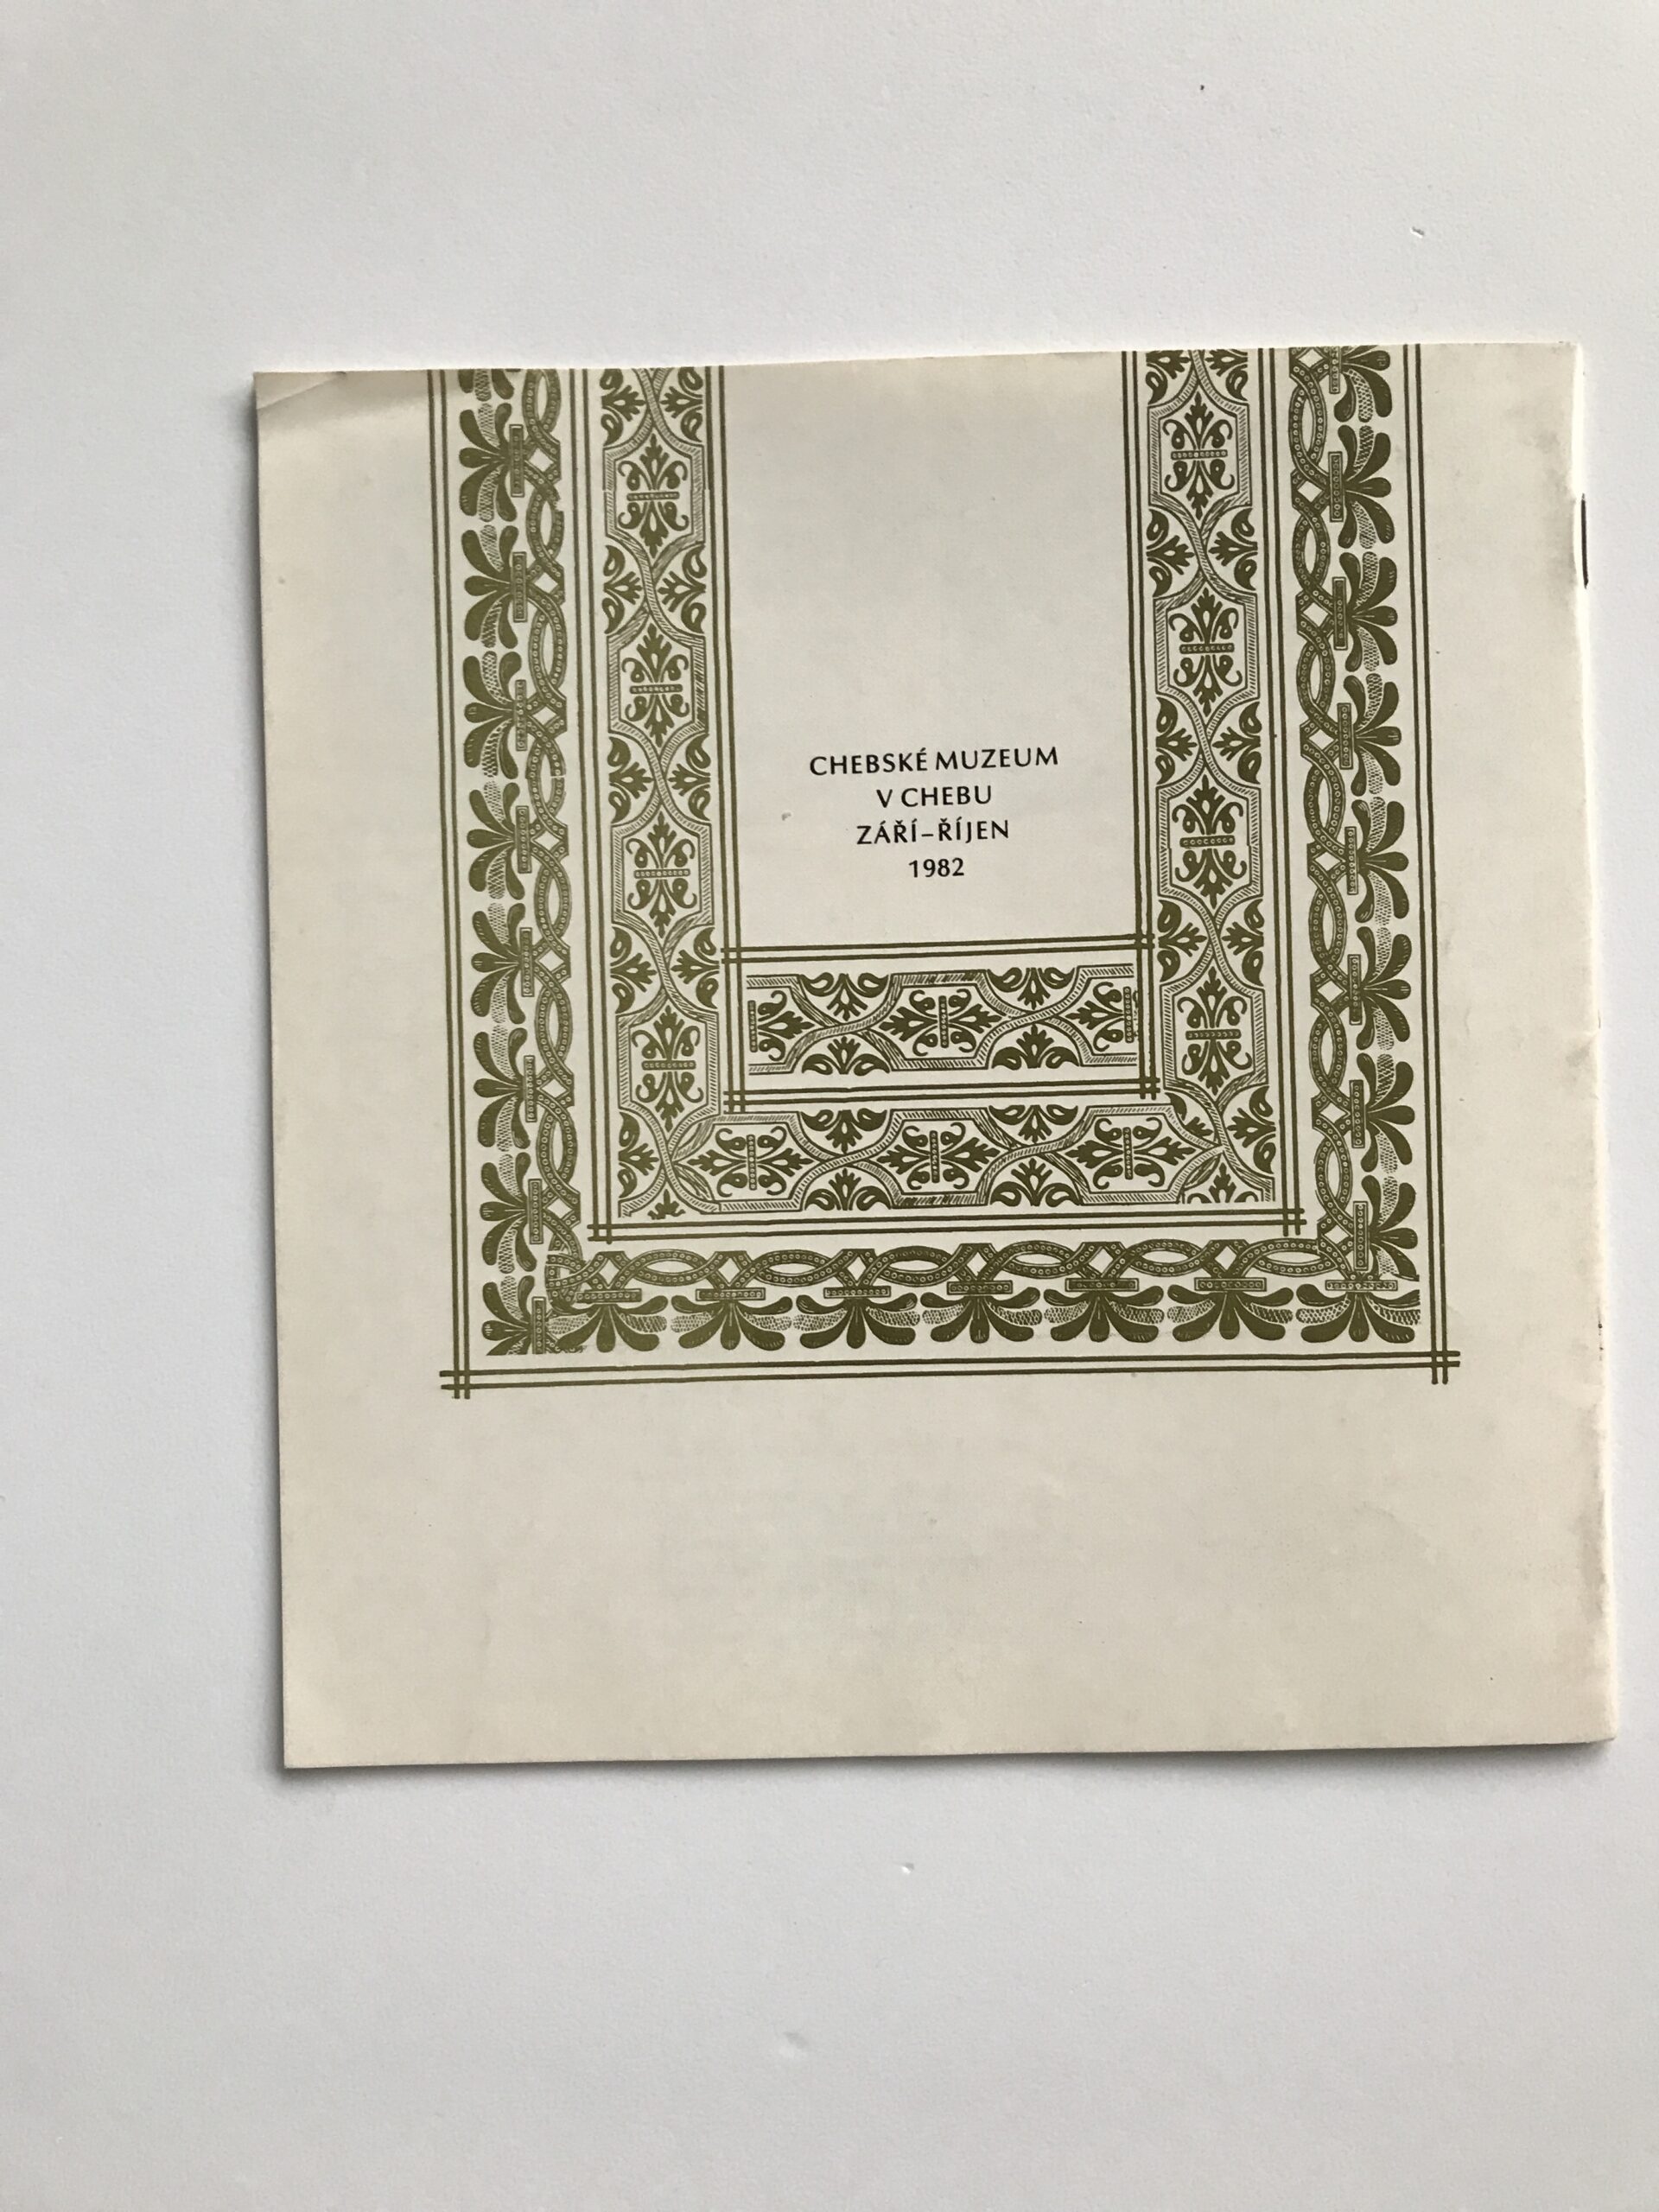 CHEBSKÉ MUZEUM
V CHEBU
ZÁŘÍ–ŘÍJEN
1982